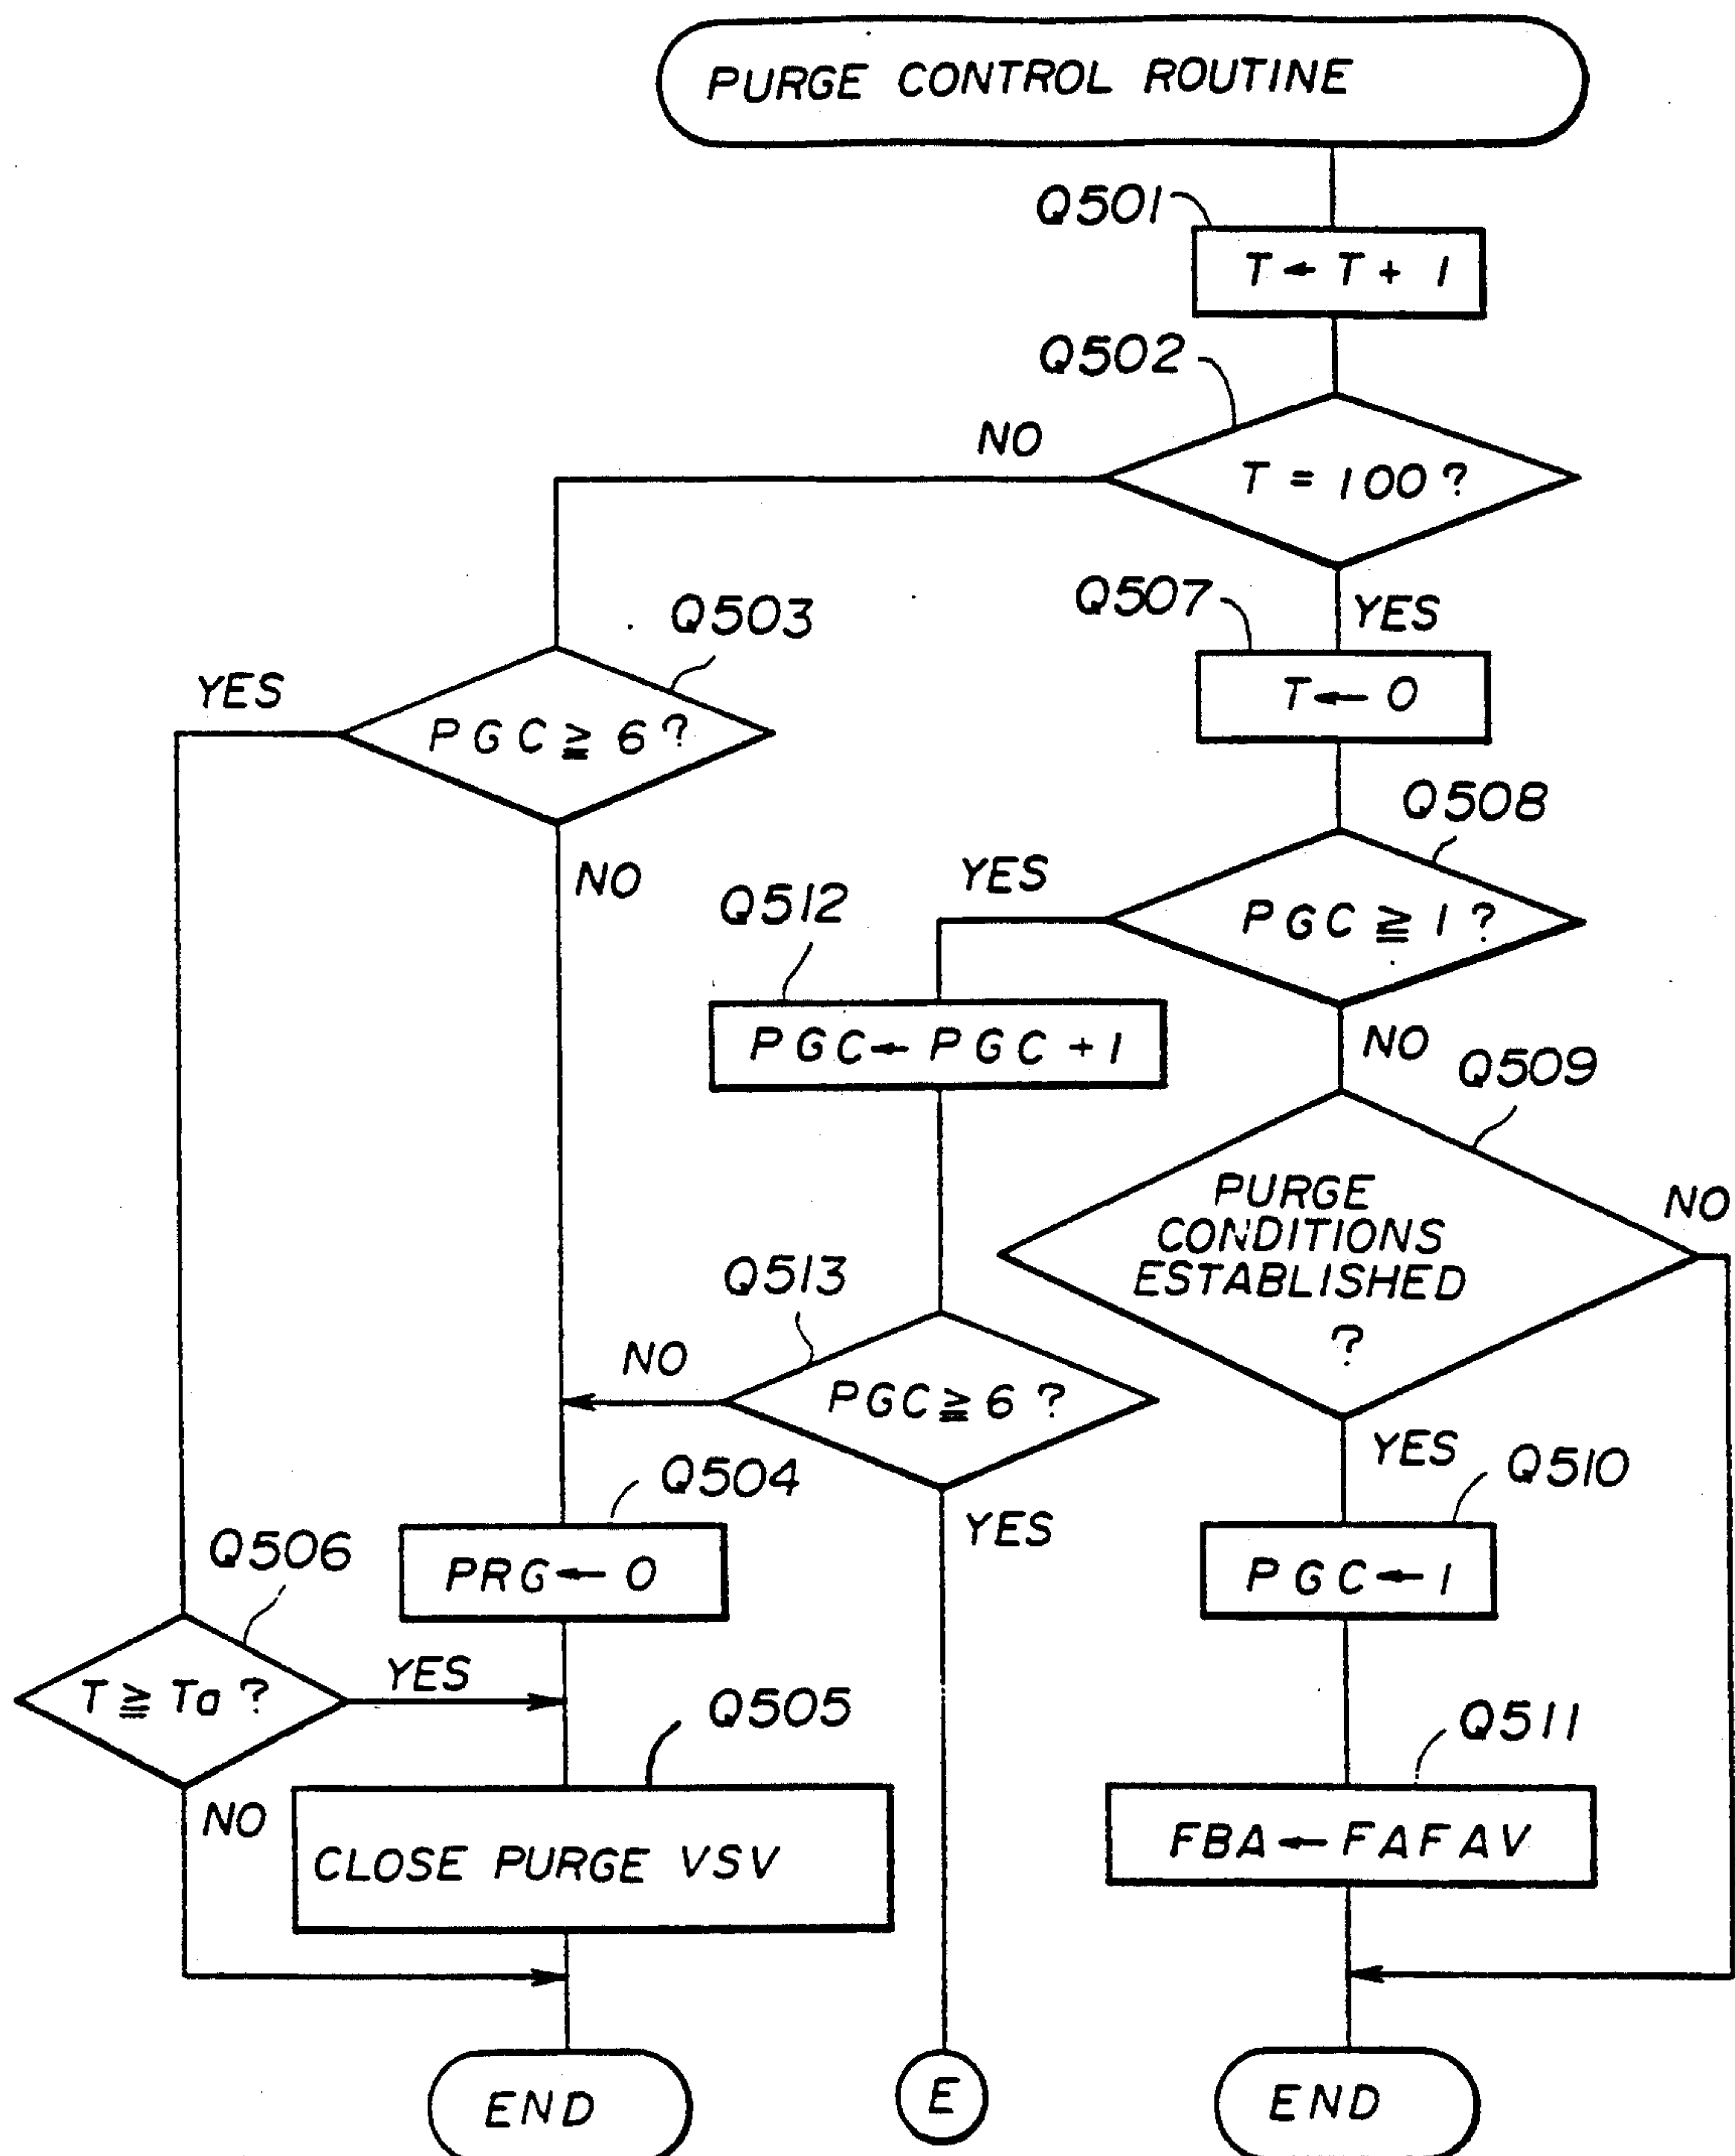 PURGE CONTROL ROUTINE
Q501
T ← T + 1
Q502
NO
T = 100 ?
Q507
YES
Q503
YES
T ← 0
PGC ≧ 6 ?
Q508
NO
YES
Q512
PGC ≧ 1 ?
PGC ← PGC + 1
NO
Q509
PURGE
CONDITIONS
ESTABLISHED
?
NO
Q513
NO
PGC ≧ 6 ?
YES
Q510
Q504
YES
Q506
PRG ← 0
PGC ← 1
T ≧ Ta ?
YES
Q505
Q511
NO
CLOSE PURGE VSV
FBA ← FAFAV
END
E
END